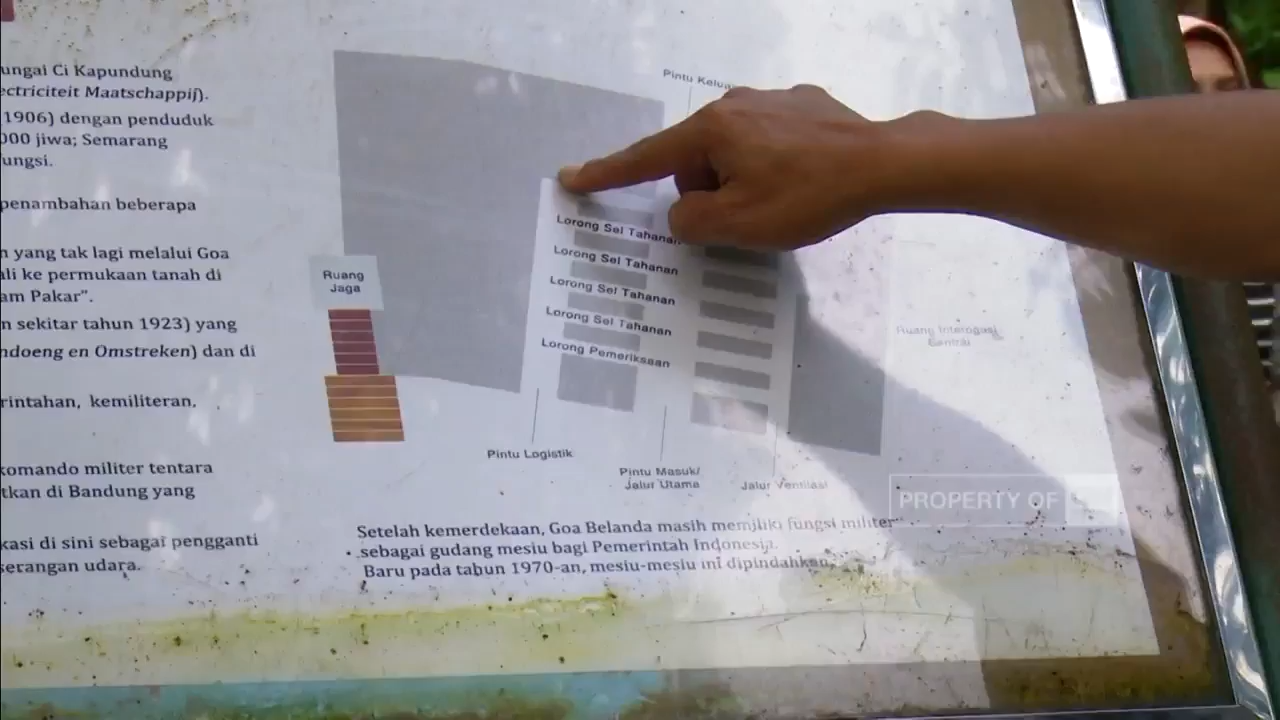 ungai Ci Kapundung
ectriciteit Maatschappij).
1906) dengan penduduk
000 jiwa; Semarang
ungsi.
penambahan beberapa
n yang tak lagi melalui Goa
ali ke permukaan tanah di
am Pakar".
n sekitar tahun 1923) yang
ndoeng en Omstreken) dan di
rintahan, kemiliteran,
komando militer tentara
tkan di Bandung yang
kasi di sini sebagai pengganti
serangan udara.
Pintu Kelua
Lorong Sel Tahanan
Lorong Sel Tahanan
Lorong Sel Tahanan
Lorong Sel Tahanan
Lorong Pemeriksaan
Ruang
Jaga
Ruang Interogasi
Sentral
Pintu Logistik
Pintu Masuk/
Jalur Utama
Jalur Ventilasi
PROPERTY OF
Setelah kemerdekaan, Goa Belanda masih memiliki fungsi militer
sebagai gudang mesiu bagi Pemerintah Indonesia.
Baru pada tahun 1970-an, mesiu-mesiu ini dipindahkan.